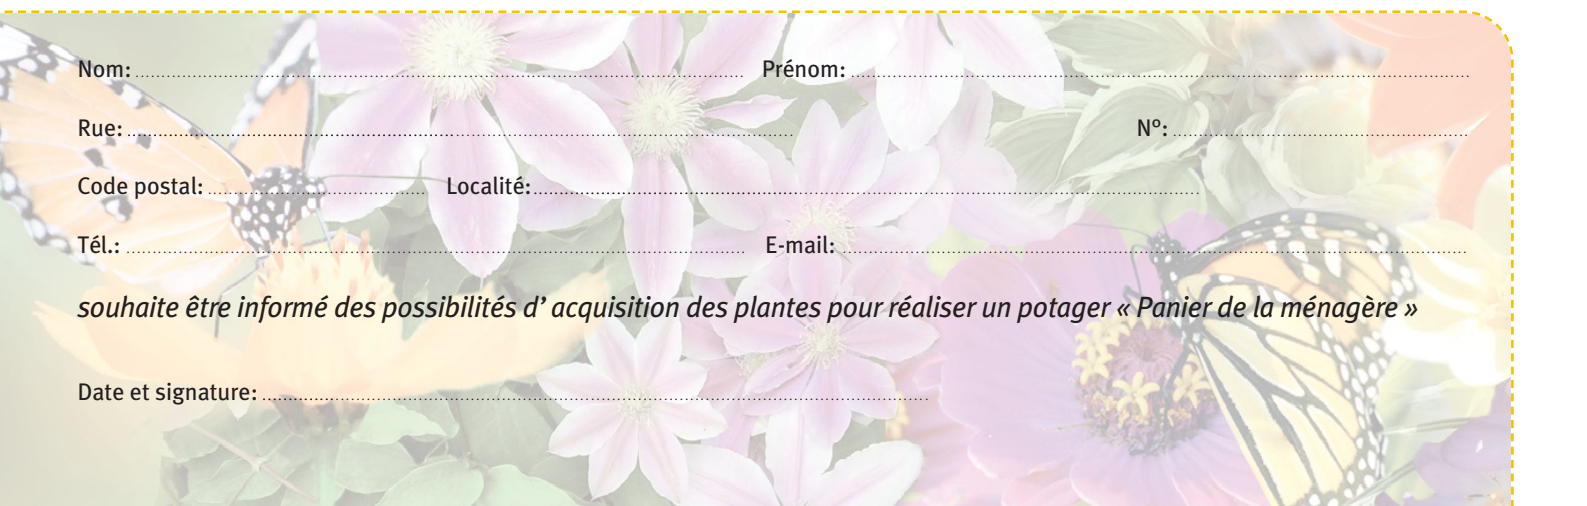 Nom: Prénom:
Rue: N°:
Code postal: Localité:
Tél.: E-mail:
souhaite être informé des possibilités d’ acquisition des plantes pour réaliser un potager « Panier de la ménagère »
Date et signature: